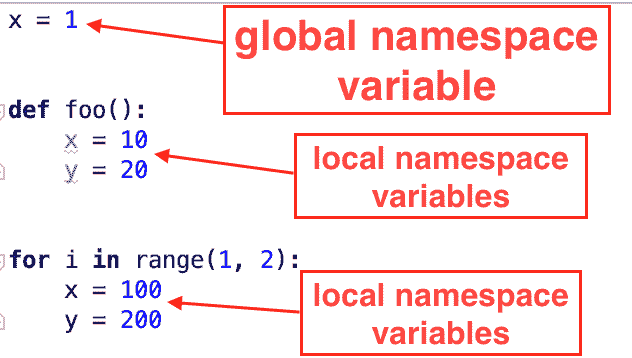 x = 1
global namespace
variable
def foo():
x = 10
y = 20
local namespace
variables
for i in range(1, 2):
x = 100
y = 200
local namespace
variables